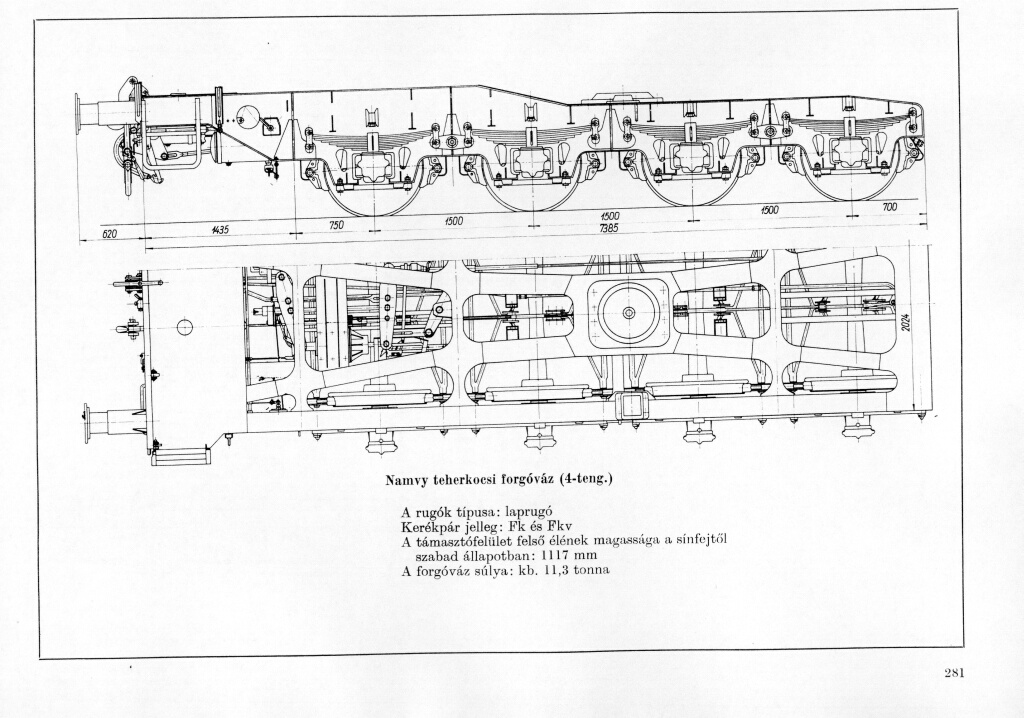 620
1435
750
1500
1500
1500
700
7385
2024
Namvy teherkocsi forgóváz (4-teng.)
A rugók típusa: laprugó
Kerékpár jelleg: Fk és Fkv
A támasztófelület felső élének magassága a sínfejtől
szabad állapotban: 1117 mm
A forgóváz súlya: kb. 11,3 tonna
281